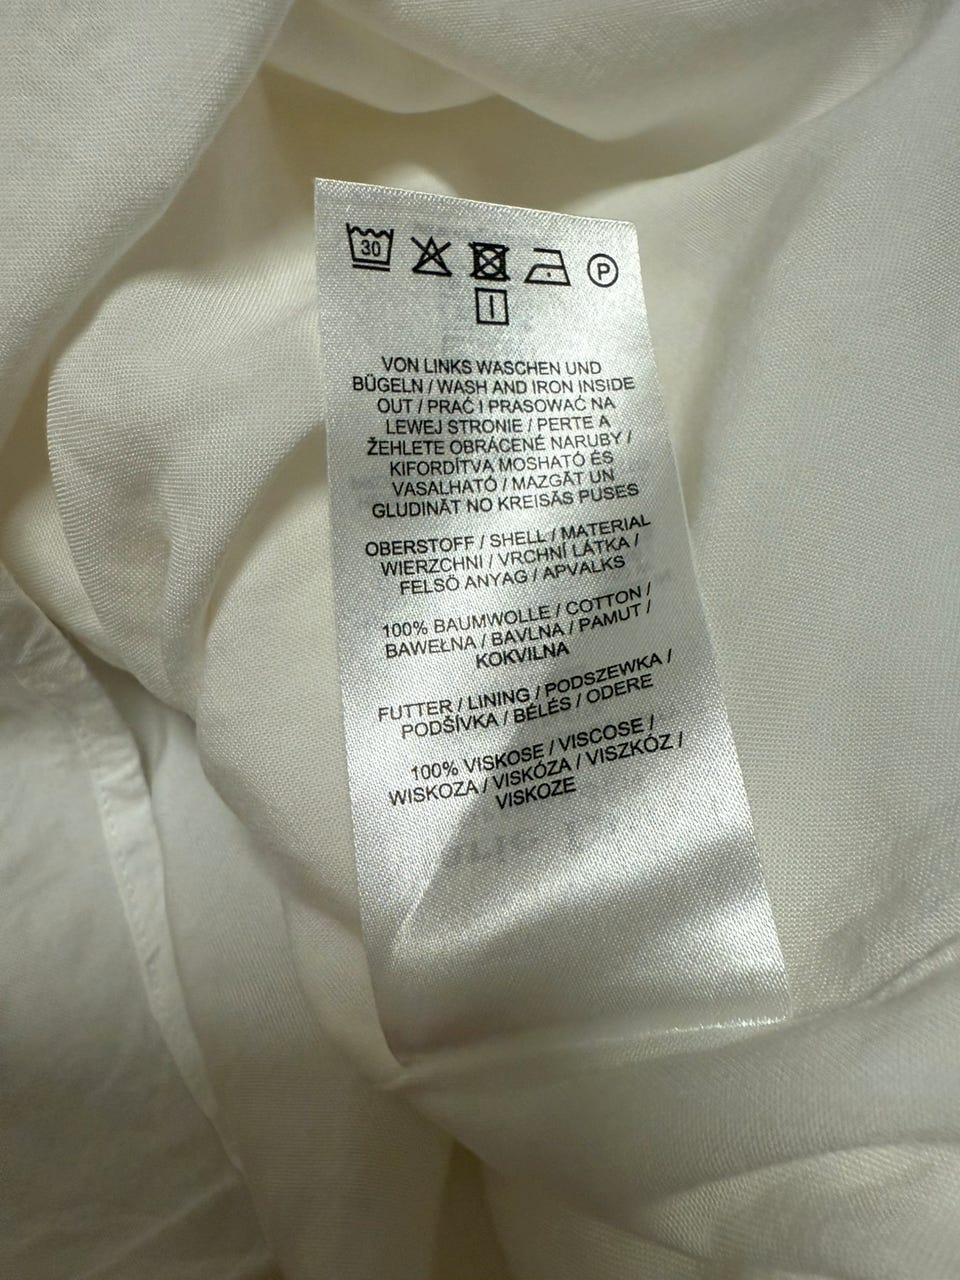 30
P
VON LINKS WASCHEN UND
BÜGELN / WASH AND IRON INSIDE
OUT / PRAĆ I PRASOWAĆ NA
LEWEJ STRONIE / PERTE A
ŽEHLETE OBRÁCENĚ NARUBY /
KIFORDÍTVA MOSHATÓ ÉS
VASALHATÓ / MAZGĀT UN
GLUDINĀT NO KREISĀS PUSES
OBERSTOFF / SHELL / MATERIAL
WIERZCHNI / VRCHNÍ LÁTKA /
FELSŐ ANYAG / APVALKS
100% BAUMWOLLE / COTTON /
BAWEŁNA / BAVLNA / PAMUT /
KOKVILNA
FUTTER / LINING / PODSZEWKA /
PODŠÍVKA / BÉLÉS / ODERE
100% VISKOSE / VISCOSE /
WISKOZA / VISKÓZA / VISZKÓZ /
VISKOZE